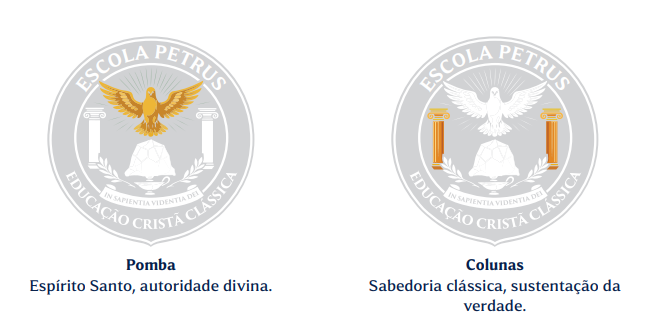 ESCOLA PETRUS
IN SAPIENTIA VIDENTIA DEI
EDUCAÇÃO CRISTÃ CLÁSSICA
Pomba
Espírito Santo, autoridade divina.
ESCOLA PETRUS
IN SAPIENTIA VIDENTIA DEI
EDUCAÇÃO CRISTÃ CLÁSSICA
Colunas
Sabedoria clássica, sustentação da
verdade.